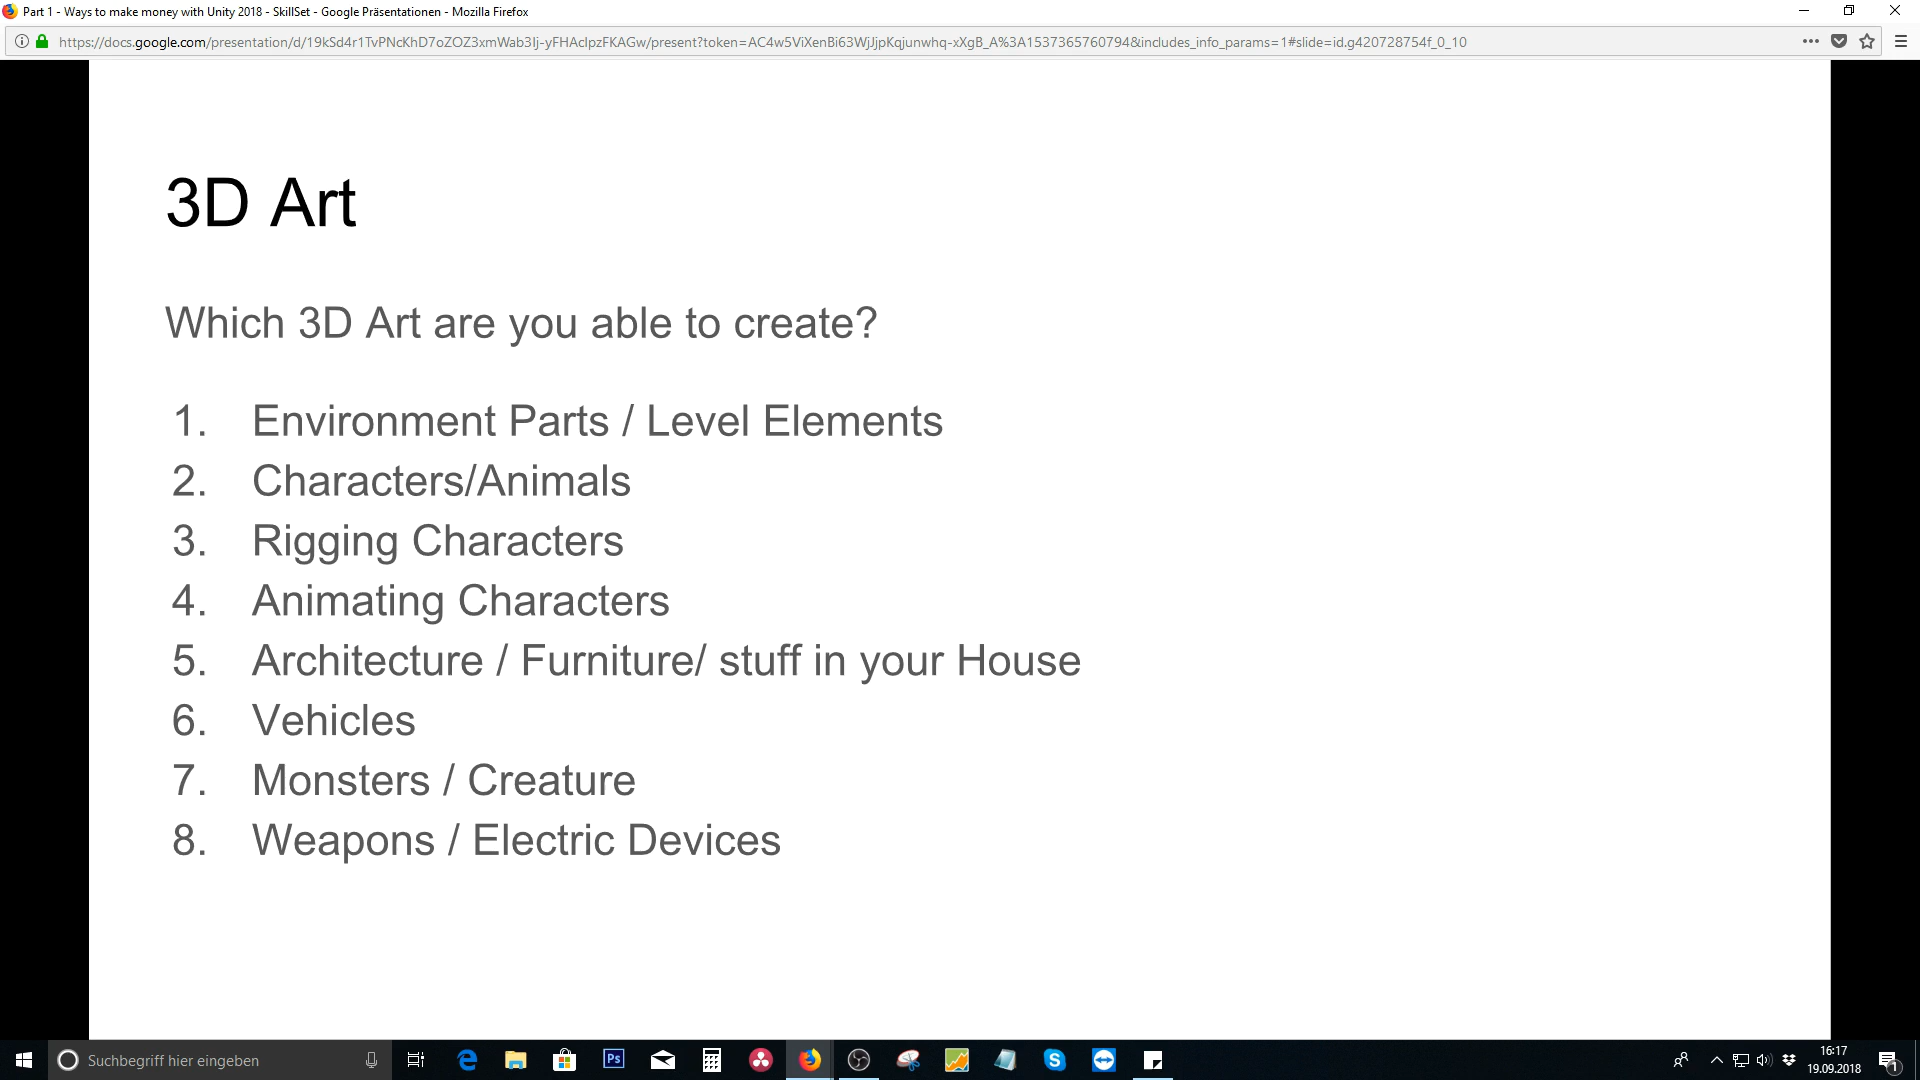 Part 1 - Ways to make money with Unity 2018 - SkillSet - Google Präsentationen - Mozilla Firefox
https://docs.google.com/presentation/d/19kSd4r1TvPNcKhD7oZOZ3xmWab3Ij-yFHAcIpzFKAGw/present?token=AC4w5ViXenBi63WjJjpKqjunwhq-xXgB_A%3A1537365760794&includes_info_params=1#slide=id.g420728754f_0_10
3D Art
Which 3D Art are you able to create?
1. Environment Parts / Level Elements
2. Characters/Animals
3. Rigging Characters
4. Animating Characters
5. Architecture / Furniture/ stuff in your House
6. Vehicles
7. Monsters / Creature
8. Weapons / Electric Devices
Suchbegriff hier eingeben
Ps
16:17
19.09.2018
1